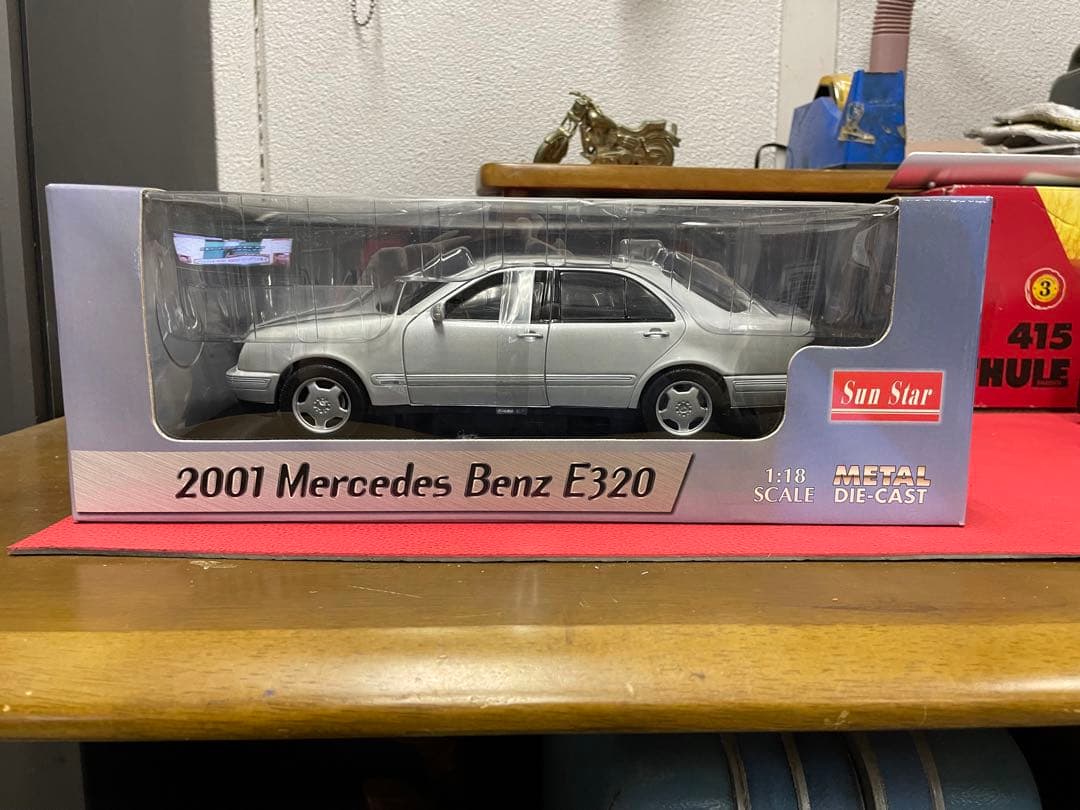 3
415
HULE
Sun Star
2001 Mercedes Benz E320
1:18
SCALE
METAL
DIE-CAST